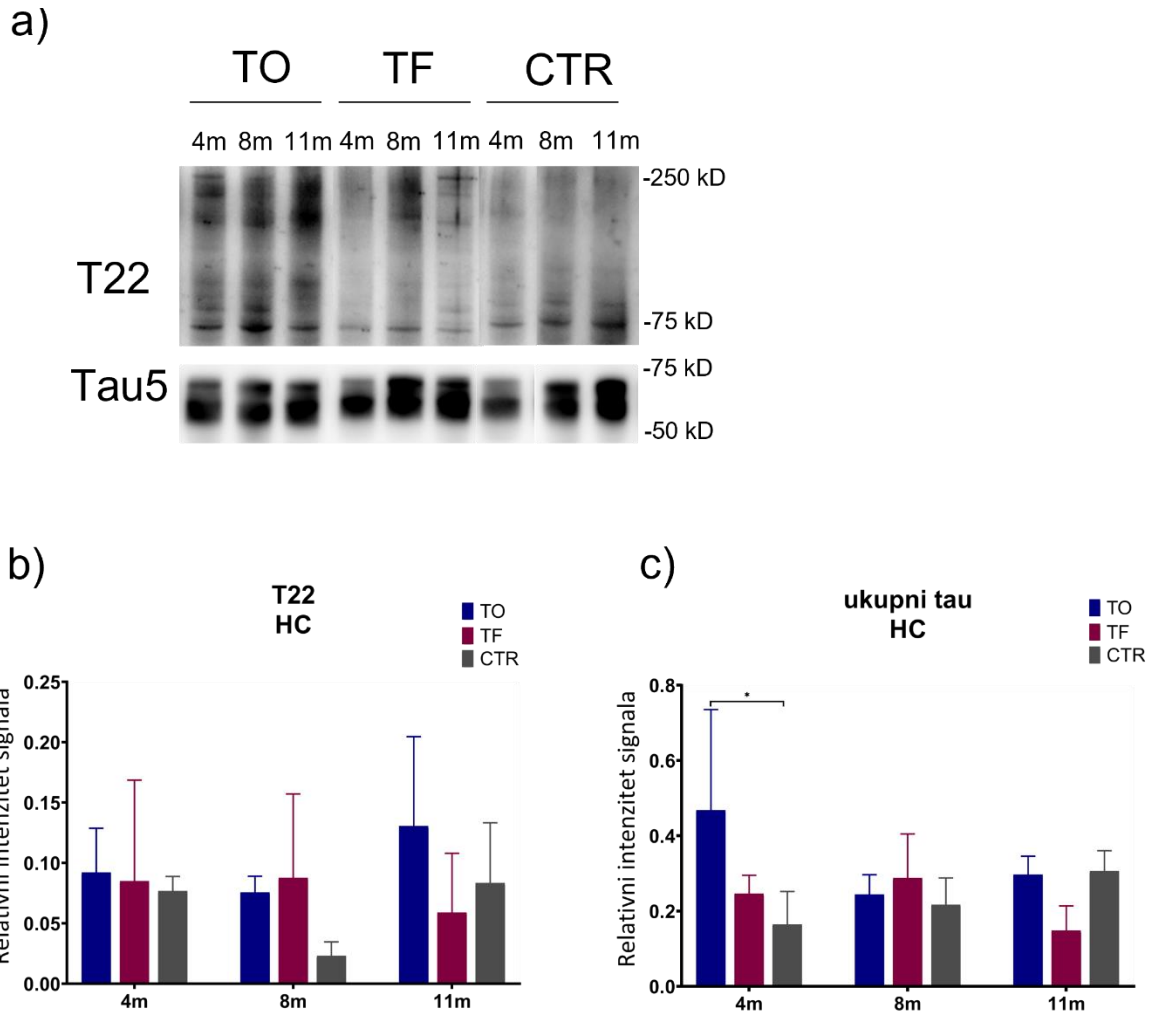 a)
TO TF CTR
4m 8m 11m 4m 8m 11m 4m 8m 11m
-250 kD
T22
-75 kD
-75 kD
Tau5
-50 kD
b)
T22
HC
TO
TF
CTR
Relativni intenzitet signala
0.25
0.20
0.15
0.10
0.05
0.00
4m 8m 11m
c)
ukupni tau
HC
TO
TF
CTR
Relativni intenzitet signala
0.8
0.6
0.4
0.2
0.0
*
4m 8m 11m